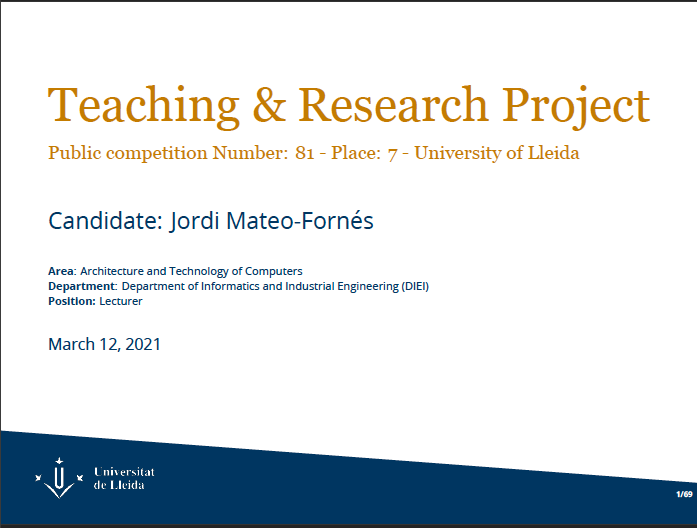 Teaching & Research Project
Public competition Number: 81 - Place: 7 - University of Lleida
Candidate: Jordi Mateo-Fornés
Area: Architecture and Technology of Computers
Department: Department of Informatics and Industrial Engineering (DIEI)
Position: Lecturer
March 12, 2021
Universitat
de Lleida
1/69